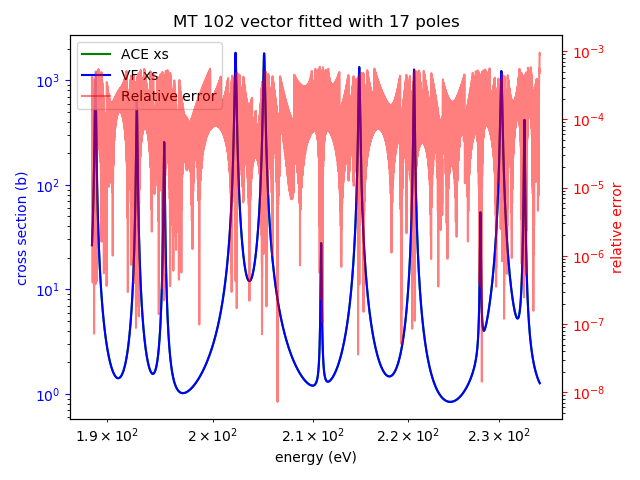 MT 102 vector fitted with 17 poles
ACE xs
VF xs
Relative error
cross section (b)
10³
10²
10¹
10⁰
relative error
10⁻³
10⁻⁴
10⁻⁵
10⁻⁶
10⁻⁷
10⁻⁸
1.9 × 10² 2 × 10² 2.1 × 10² 2.2 × 10² 2.3 × 10²
energy (eV)